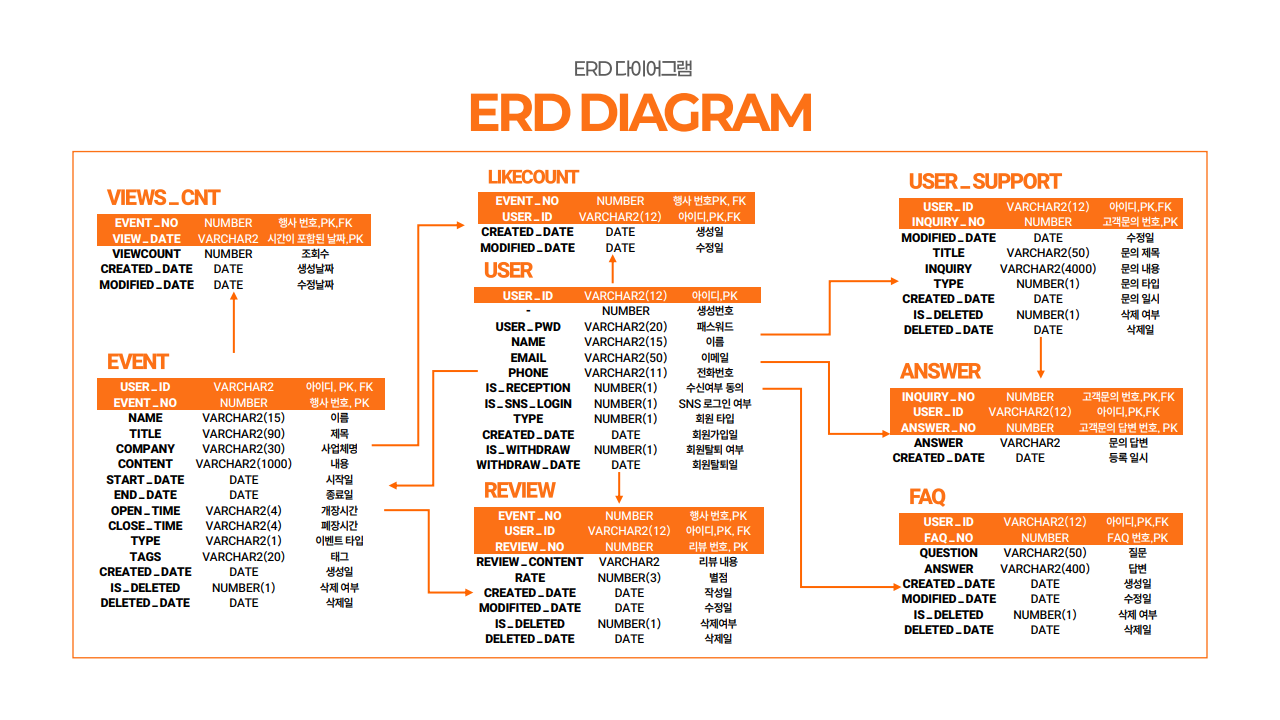 ERD 다이어그램
ERD DIAGRAM
VIEWS_CNT
EVENT_NO NUMBER 행사 번호,PK,FK
VIEW_DATE VARCHAR2 시간이 포함된 날짜,PK
VIEWCOUNT NUMBER 조회수
CREATED_DATE DATE 생성날짜
MODIFIED_DATE DATE 수정날짜
EVENT
USER_ID VARCHAR2 아이디, PK, FK
EVENT_NO NUMBER 행사 번호, PK
NAME VARCHAR2(15) 이름
TITLE VARCHAR2(90) 제목
COMPANY VARCHAR2(30) 사업체명
CONTENT VARCHAR2(1000) 내용
START_DATE DATE 시작일
END_DATE DATE 종료일
OPEN_TIME VARCHAR2(4) 개장시간
CLOSE_TIME VARCHAR2(4) 폐장시간
TYPE VARCHAR2(1) 이벤트 타입
TAGS VARCHAR2(20) 태그
CREATED_DATE DATE 생성일
IS_DELETED NUMBER(1) 삭제 여부
DELETED_DATE DATE 삭제일
LIKECOUNT
EVENT_NO NUMBER 행사 번호PK, FK
USER_ID VARCHAR2(12) 아이디,PK,FK
CREATED_DATE DATE 생성일
MODIFIED_DATE DATE 수정일
USER
USER_ID VARCHAR2(12) 아이디,PK
- NUMBER 생성번호
USER_PWD VARCHAR2(20) 패스워드
NAME VARCHAR2(15) 이름
EMAIL VARCHAR2(50) 이메일
PHONE VARCHAR2(11) 전화번호
IS_RECEPTION NUMBER(1) 수신여부 동의
IS_SNS_LOGIN NUMBER(1) SNS 로그인 여부
TYPE NUMBER(1) 회원 타입
CREATED_DATE DATE 회원가입일
IS_WITHDRAW NUMBER(1) 회원탈퇴 여부
WITHDRAW_DATE DATE 회원탈퇴일
REVIEW
EVENT_NO NUMBER 행사 번호,PK
USER_ID VARCHAR2(12) 아이디,PK, FK
REVIEW_NO NUMBER 리뷰 번호, PK
REVIEW_CONTENT VARCHAR2 리뷰 내용
RATE NUMBER(3) 별점
CREATED_DATE DATE 작성일
MODIFITED_DATE DATE 수정일
IS_DELETED NUMBER(1) 삭제여부
DELETED_DATE DATE 삭제일
USER_SUPPORT
USER_ID VARCHAR2(12) 아이디,PK,FK
INQUIRY_NO NUMBER 고객문의 번호,PK
MODIFIED_DATE DATE 수정일
TITLE VARCHAR2(50) 문의 제목
INQUIRY VARCHAR2(4000) 문의 내용
TYPE NUMBER(1) 문의 타입
CREATED_DATE DATE 문의 일시
IS_DELETED NUMBER(1) 삭제 여부
DELETED_DATE DATE 삭제일
ANSWER
INQUIRY_NO NUMBER 고객문의 번호,PK,FK
USER_ID VARCHAR2(12) 아이디,PK,FK
ANSWER_NO NUMBER 고객문의 답변 번호, PK
ANSWER VARCHAR2 문의 답변
CREATED_DATE DATE 등록 일시
FAQ
USER_ID VARCHAR2(12) 아이디,PK, FK
FAQ_NO NUMBER FAQ 번호,PK
QUESTION VARCHAR2(50) 질문
ANSWER VARCHAR2(400) 답변
CREATED_DATE DATE 생성일
MODIFIED_DATE DATE 수정일
IS_DELETED NUMBER(1) 삭제 여부
DELETED_DATE DATE 삭제일